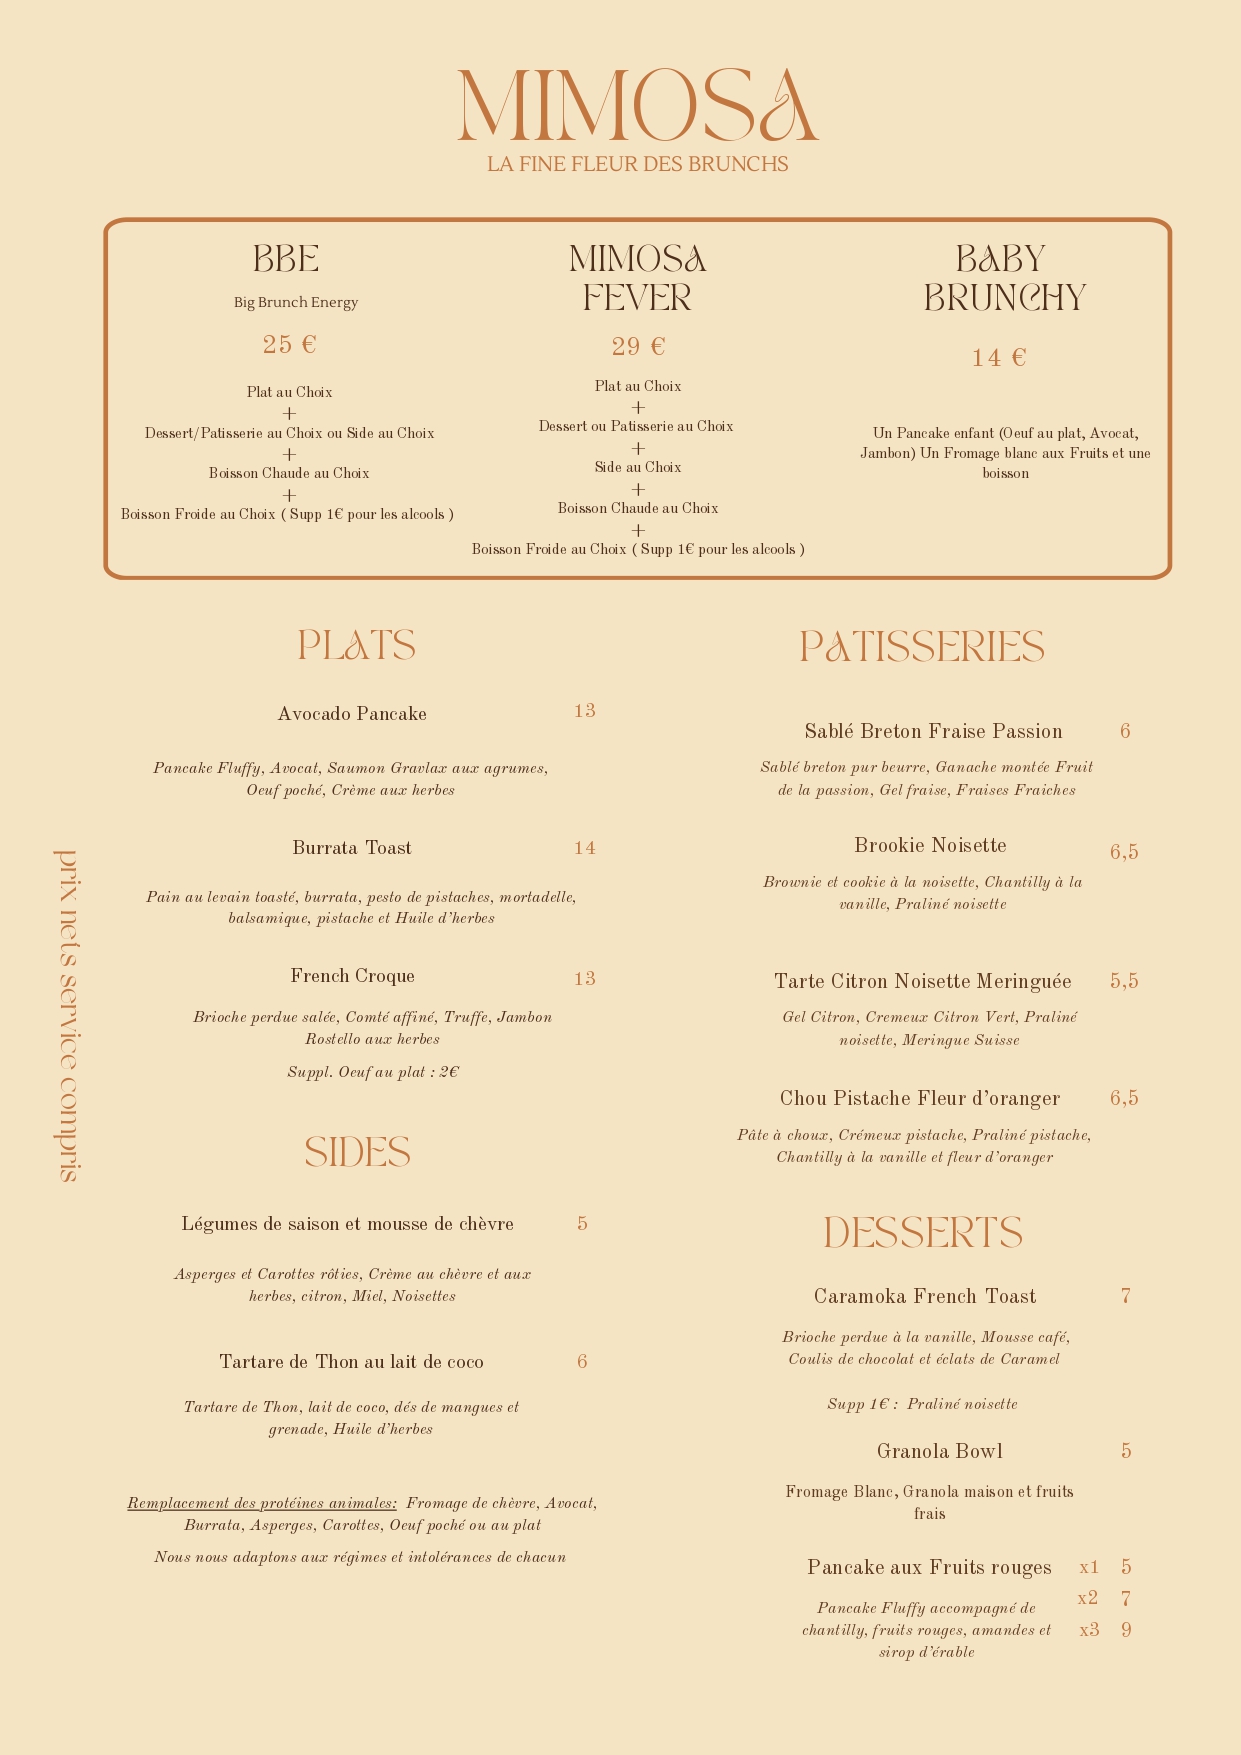 MIMOSA
LA FINE FLEUR DES BRUNCHS
BBE
Big Brunch Energy
25 €
Plat au Choix
+
Dessert/Patisserie au Choix ou Side au Choix
+
Boisson Chaude au Choix
+
Boisson Froide au Choix ( Supp 1€ pour les alcools )
MIMOSA
FEVER
29 €
Plat au Choix
+
Dessert ou Patisserie au Choix
+
Side au Choix
+
Boisson Chaude au Choix
+
Boisson Froide au Choix ( Supp 1€ pour les alcools )
BABY
BRUNCHY
14 €
Un Pancake enfant (Oeuf au plat, Avocat,
Jambon) Un Fromage blanc aux Fruits et une
boisson
prix nets service compris
PLATS
Avocado Pancake 13
Pancake Fluffy, Avocat, Saumon Gravlax aux agrumes,
Oeuf poché, Crème aux herbes
Burrata Toast 14
Pain au levain toasté, burrata, pesto de pistaches, mortadelle,
balsamique, pistache et Huile d'herbes
French Croque 13
Brioche perdue salée, Comté affiné, Truffe, Jambon
Rostello aux herbes
Suppl. Oeuf au plat : 2€
SIDES
Légumes de saison et mousse de chèvre 5
Asperges et Carottes rôties, Crème au chèvre et aux
herbes, citron, Miel, Noisettes
Tartare de Thon au lait de coco 6
Tartare de Thon, lait de coco, dés de mangues et
grenade, Huile d'herbes
Remplacement des protéines animales: Fromage de chèvre, Avocat,
Burrata, Asperges, Carottes, Oeuf poché ou au plat
Nous nous adaptons aux régimes et intolérances de chacun
PATISSERIES
Sablé Breton Fraise Passion 6
Sablé breton pur beurre, Ganache montée Fruit
de la passion, Gel fraise, Fraises Fraiches
Brookie Noisette 6,5
Brownie et cookie à la noisette, Chantilly à la
vanille, Praliné noisette
Tarte Citron Noisette Meringuée 5,5
Gel Citron, Cremeux Citron Vert, Praliné
noisette, Meringue Suisse
Chou Pistache Fleur d'oranger 6,5
Pâte à choux, Crémeux pistache, Praliné pistache,
Chantilly à la vanille et fleur d'oranger
DESSERTS
Caramoka French Toast 7
Brioche perdue à la vanille, Mousse café,
Coulis de chocolat et éclats de Caramel
Supp 1€ : Praliné noisette
Granola Bowl 5
Fromage Blanc, Granola maison et fruits
frais
Pancake aux Fruits rouges x1 5
x2 7
x3 9
Pancake Fluffy accompagné de
chantilly, fruits rouges, amandes et
sirop d'érable